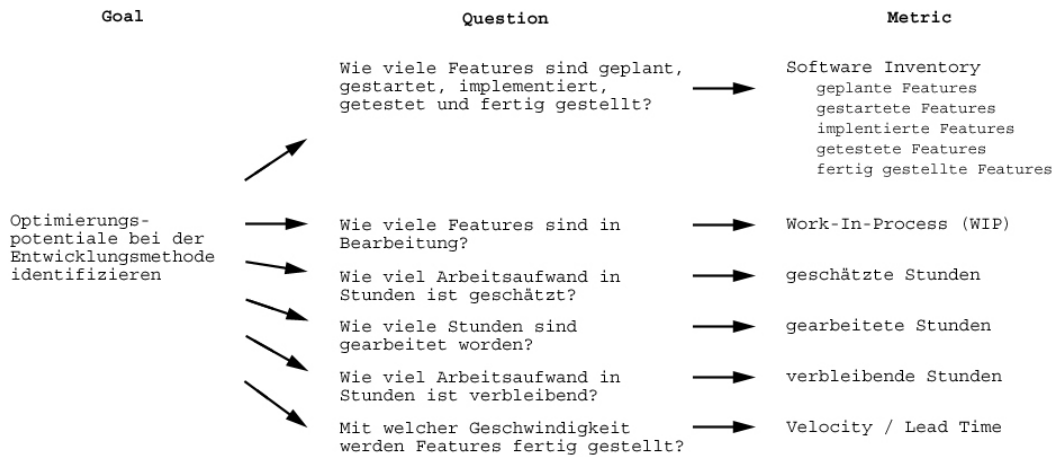 Goal
Question
Metric
Optimierungs-
potentiale bei der
Entwicklungsmethode
identifizieren
Wie viele Features sind geplant,
gestartet, implementiert,
getestet und fertig gestellt?
Software Inventory
geplante Features
gestartete Features
implentierte Features
getestete Features
fertig gestellte Features
Wie viele Features sind in
Bearbeitung?
Work-In-Process (WIP)
Wie viel Arbeitsaufwand in
Stunden ist geschätzt?
geschätzte Stunden
Wie viele Stunden sind
gearbeitet worden?
gearbeitete Stunden
Wie viel Arbeitsaufwand in
Stunden ist verbleibend?
verbleibende Stunden
Mit welcher Geschwindigkeit
werden Features fertig gestellt?
Velocity / Lead Time